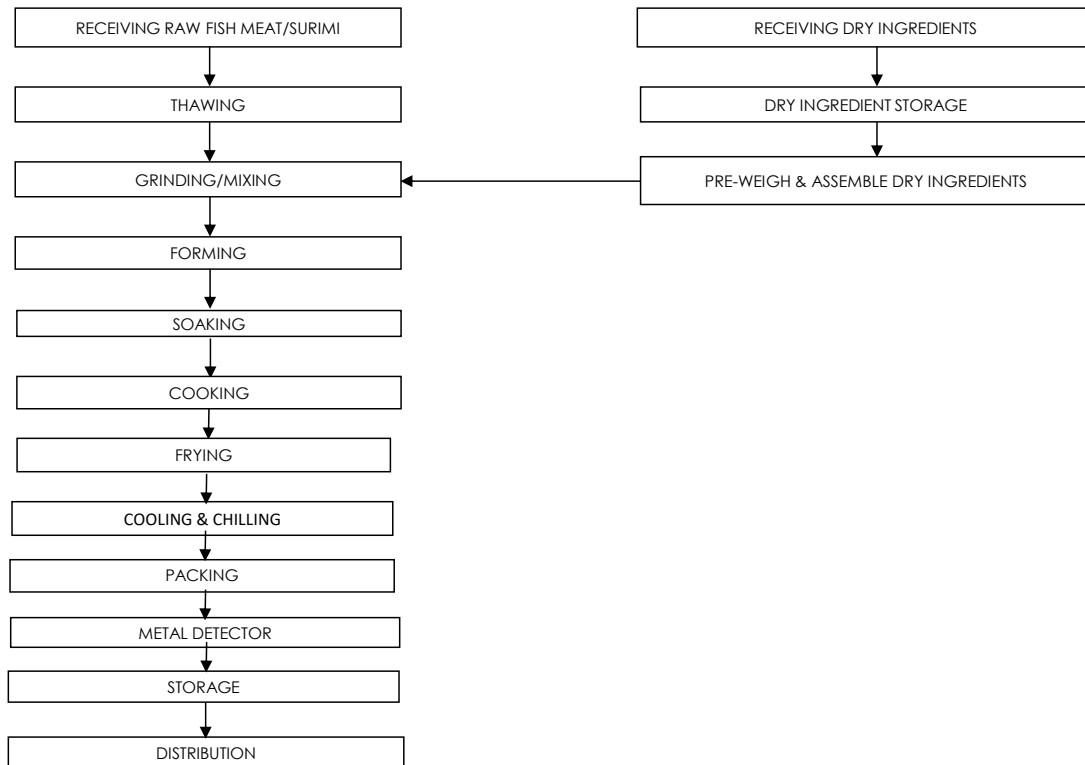 RECEIVING RAW FISH MEAT/SURIMI
THAWING
GRINDING/MIXING
FORMING
SOAKING
COOKING
FRYING
COOLING & CHILLING
PACKING
METAL DETECTOR
STORAGE
DISTRIBUTION
RECEIVING DRY INGREDIENTS
DRY INGREDIENT STORAGE
PRE-WEIGH & ASSEMBLE DRY INGREDIENTS